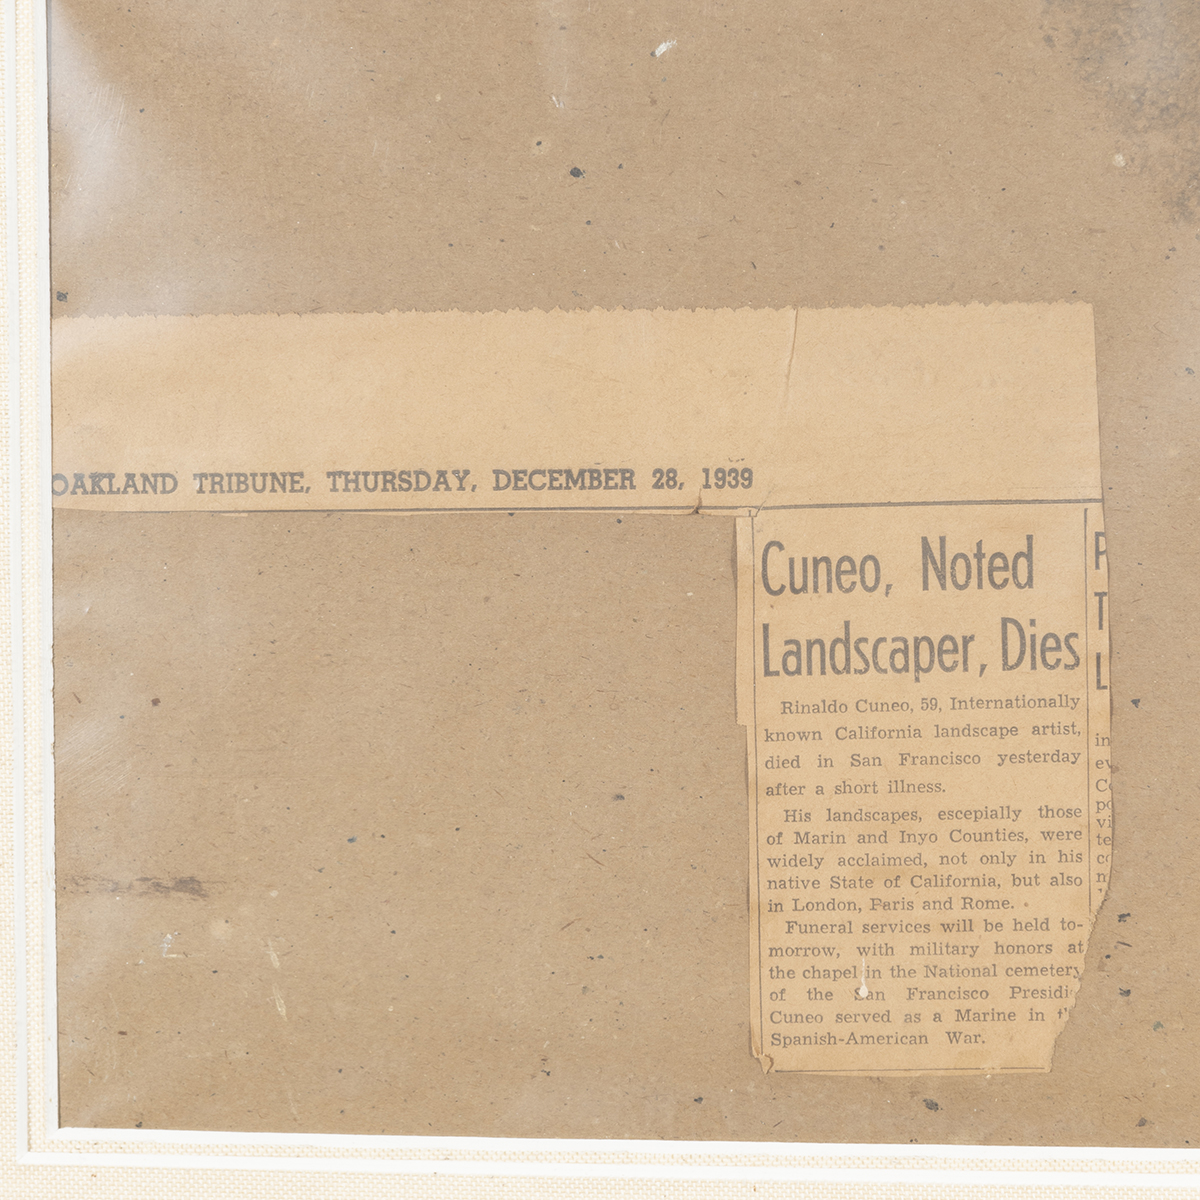 OAKLAND TRIBUNE, THURSDAY, DECEMBER 28, 1939
Cuneo, Noted
Landscaper, Dies
Rinaldo Cuneo, 59, Internationally
known California landscape artist,
died in San Francisco yesterday
after a short illness.
His landscapes, escepially those
of Marin and Inyo Counties, were
widely acclaimed, not only in his
native State of California, but also
in London, Paris and Rome.
Funeral services will be held to-
morrow, with military honors at
the chapel in the National cemetery
of the San Francisco
Cuneo served as a Marine in
Spanish-American War.
P
T
L
in
ev